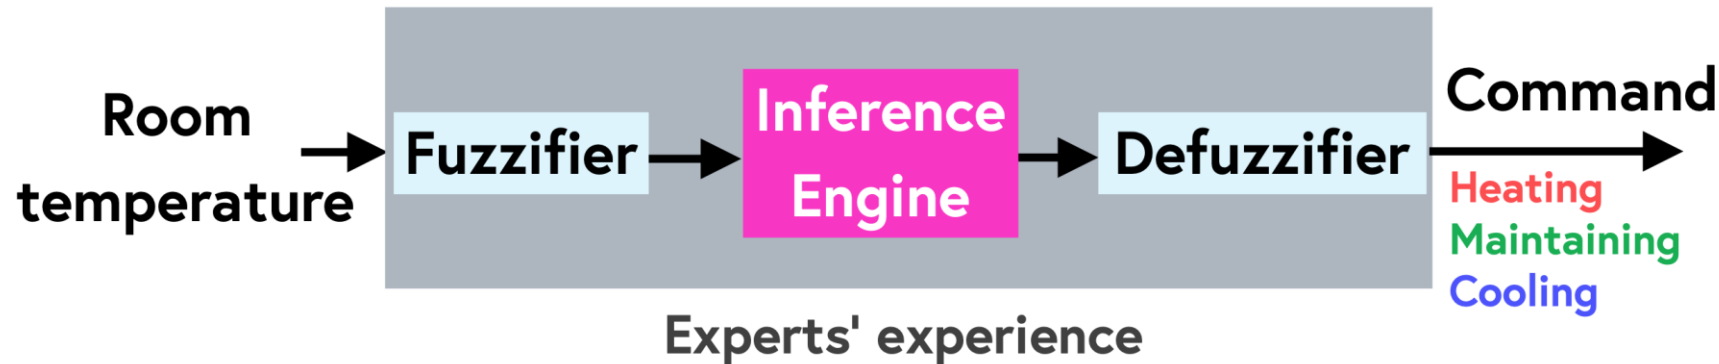 Room
temperature
Fuzzifier
Inference
Engine
Defuzzifier
Command
Heating
Maintaining
Cooling
Experts' experience